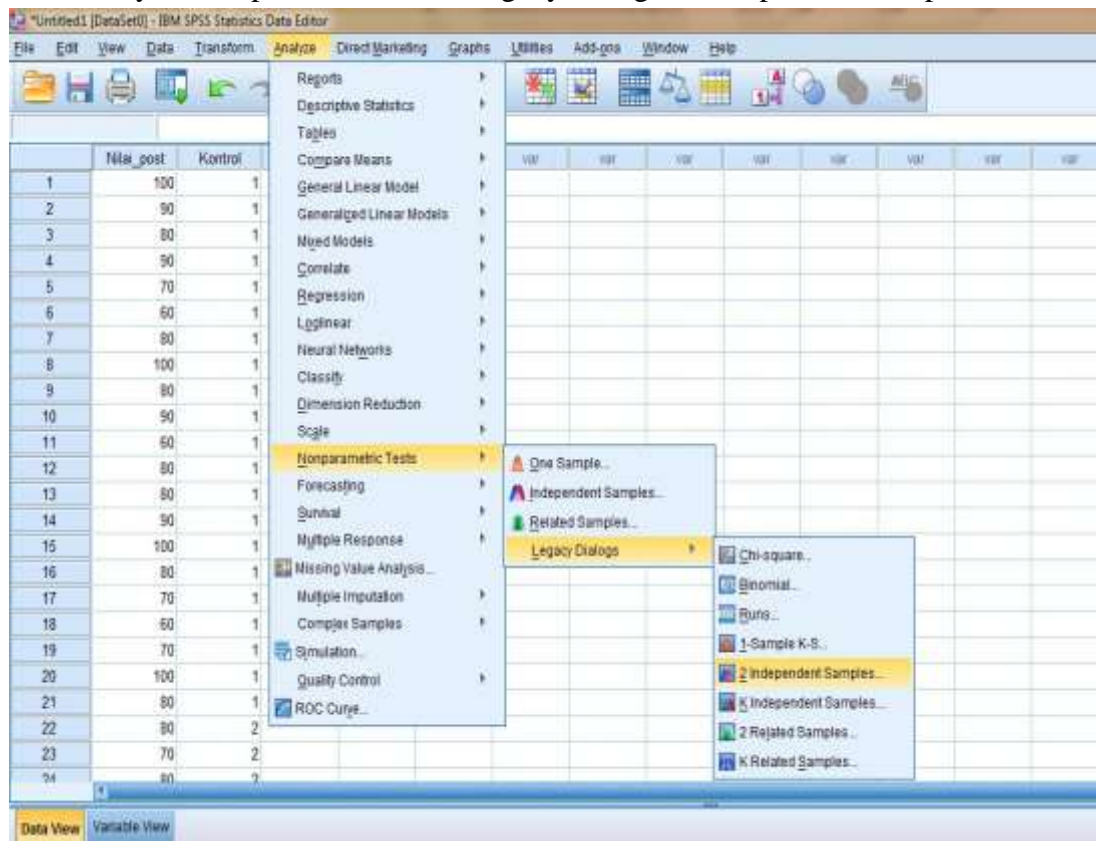 *Untitled1 [DataSet0] - IBM SPSS Statistics Data Editor
File Edit View Data Transform Analyze Direct Marketing Graphs Utilities Add-ons Window Help
Nilai_post Kontrol var var var var var var var var
1 100 1
2 90 1
3 80 1
4 90 1
5 70 1
6 60 1
7 80 1
8 100 1
9 80 1
10 90 1
11 60 1
12 80 1
13 80 1
14 90 1
15 100 1
16 80 1
17 70 1
18 60 1
19 70 1
20 100 1
21 80 1
22 80 2
23 70 2
24 80 2
Reports
Descriptive Statistics
Tables
Compare Means
General Linear Model
Generalized Linear Models
Mixed Models
Correlate
Regression
Loglinear
Neural Networks
Classify
Dimension Reduction
Scale
Nonparametric Tests
Forecasting
Survival
Multiple Response
Missing Value Analysis...
Multiple Imputation
Complex Samples
Simulation...
Quality Control
ROC Curve...
One Sample...
Independent Samples...
Related Samples...
Legacy Dialogs
Chi-square...
Binomial...
Runs...
1-Sample K-S...
2 Independent Samples...
K Independent Samples...
2 Related Samples...
K Related Samples...
Data View Variable View